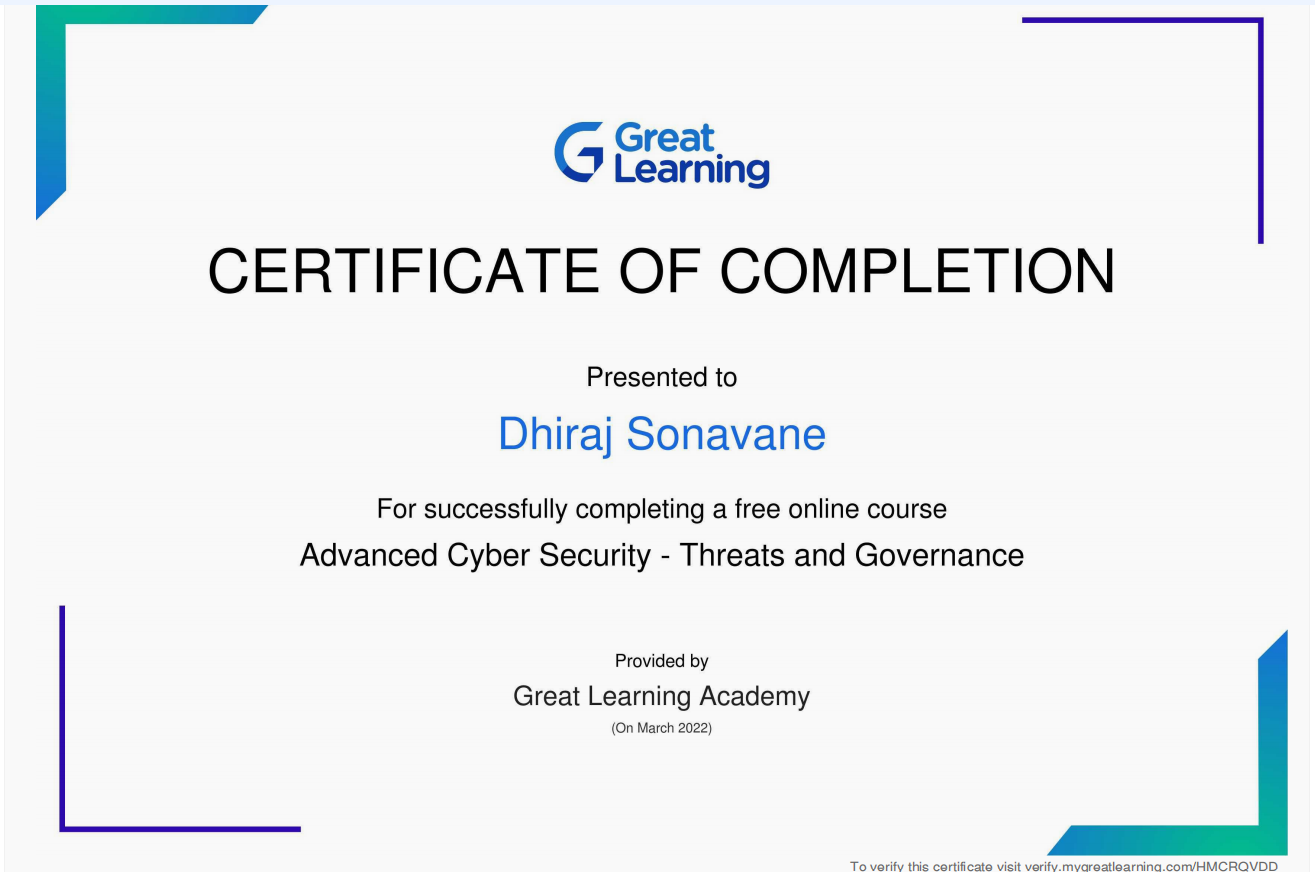 Great
Learning
CERTIFICATE OF COMPLETION
Presented to
Dhiraj Sonavane
For successfully completing a free online course
Advanced Cyber Security - Threats and Governance
Provided by
Great Learning Academy
(On March 2022)
To verify this certificate visit verify.mygreatlearning.com/HMCRQVDD